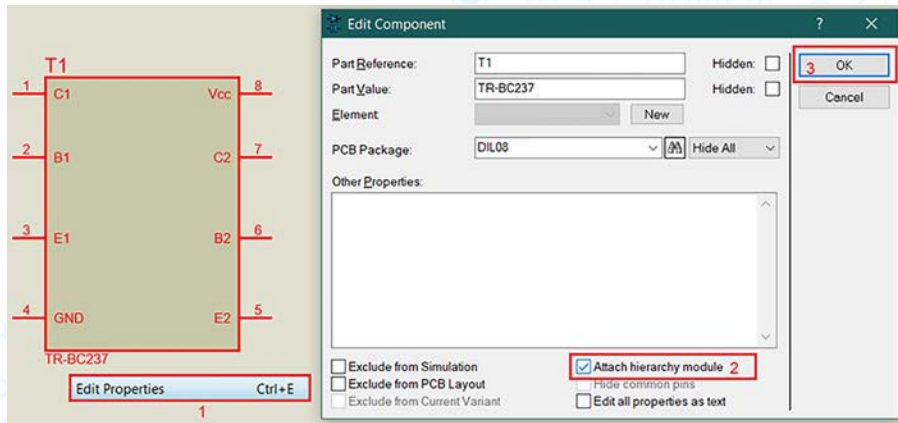 T1
1 C1 Vcc 8
2 B1 C2 7
3 E1 B2 6
4 GND E2 5
TR-BC237
Edit Properties Ctrl+E
1
Edit Component ? ×
Part Reference: T1 Hidden:
3 OK
Part Value: TR-BC237 Hidden:
Cancel
Element New
PCB Package: DIL08 Hide All
Other Properties:
Exclude from Simulation
Attach hierarchy module 2
Exclude from PCB Layout
Hide common pins
Exclude from Current Variant
Edit all properties as text